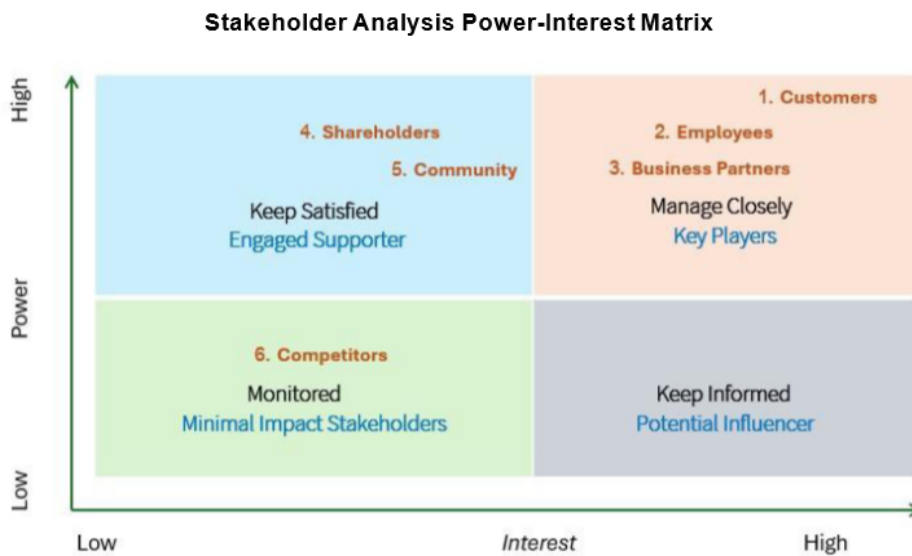 Stakeholder Analysis Power-Interest Matrix
High
Power
Low
4. Shareholders
5. Community
Keep Satisfied
Engaged Supporter
1. Customers
2. Employees
3. Business Partners
Manage Closely
Key Players
6. Competitors
Monitored
Minimal Impact Stakeholders
Keep Informed
Potential Influencer
Low
Interest
High